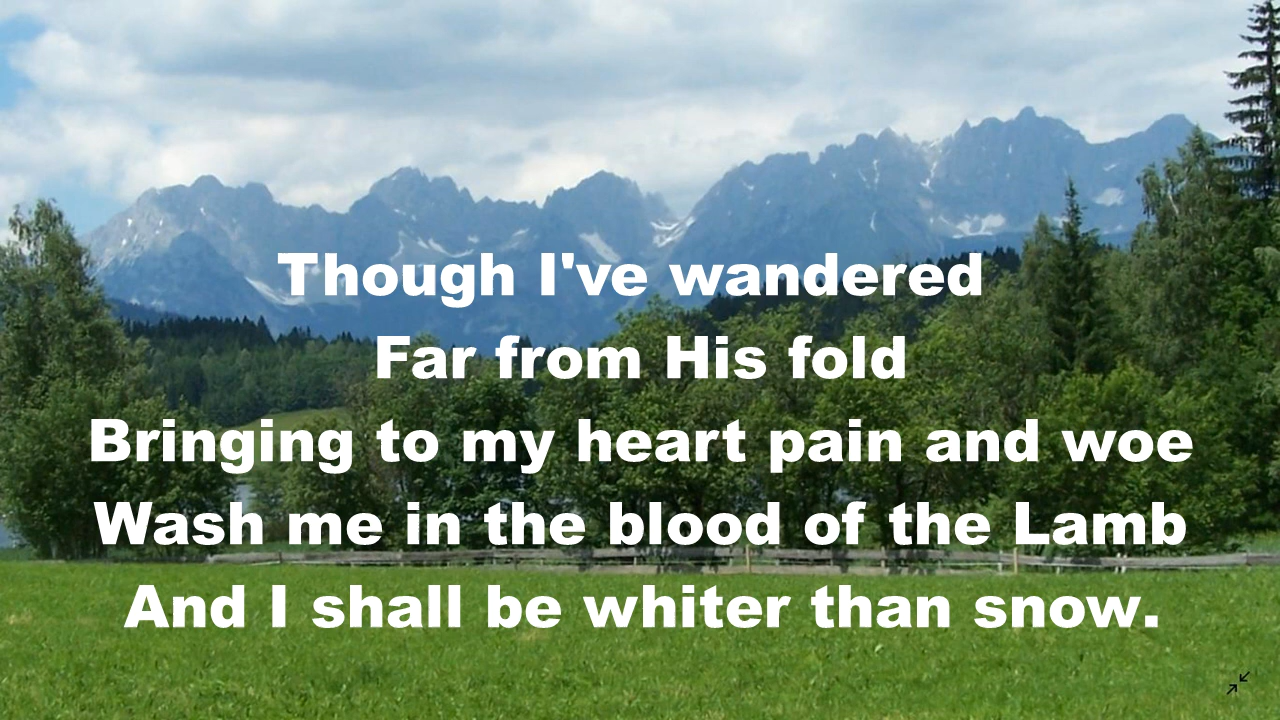 Though I've wandered
Far from His fold
Bringing to my heart pain and woe
Wash me in the blood of the Lamb
And I shall be whiter than snow.